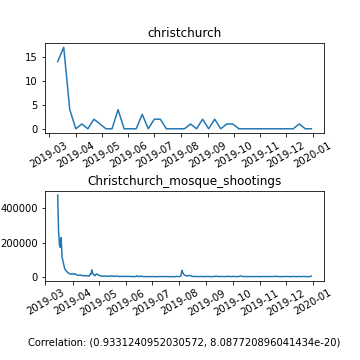 christchurch
15
10
5
0
2019-03 2019-04 2019-05 2019-06 2019-07 2019-08 2019-09 2019-10 2019-11 2019-12 2020-01
Christchurch_mosque_shootings
400000
200000
0
2019-03 2019-04 2019-05 2019-06 2019-07 2019-08 2019-09 2019-10 2019-11 2019-12 2020-01
Correlation: (0.9331240952030572, 8.087720896041434e-20)